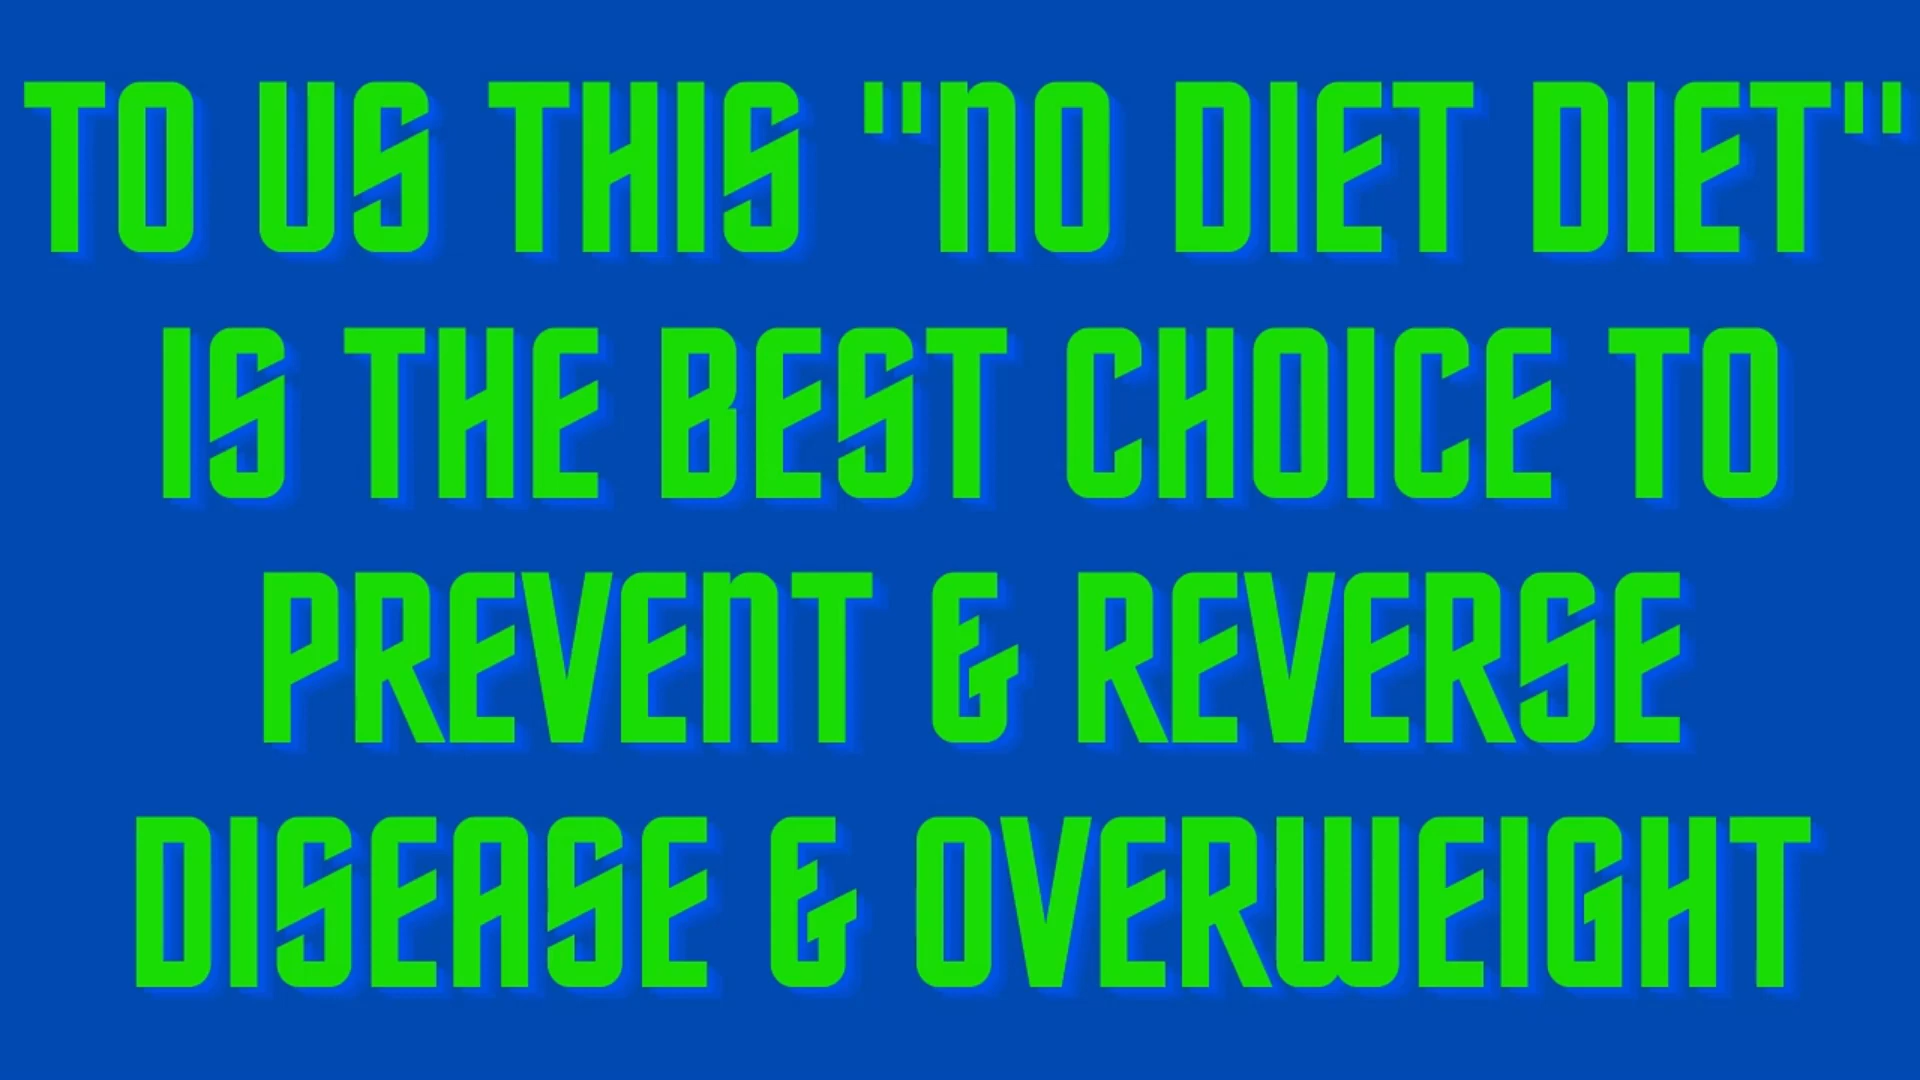 TO US THIS "NO DIET DIET"
IS THE BEST CHOICE TO
PREVENT & REVERSE
DISEASE & OVERWEIGHT